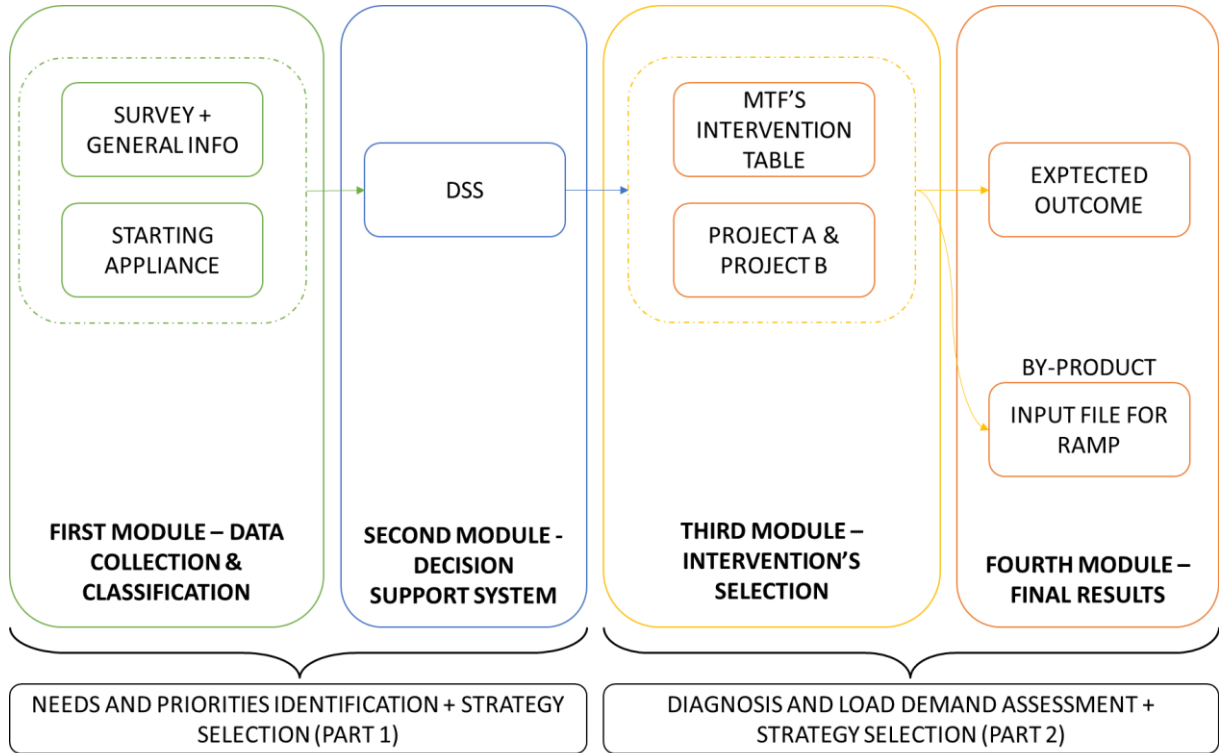 SURVEY +
GENERAL INFO
STARTING
APPLIANCE
FIRST MODULE – DATA
COLLECTION &
CLASSIFICATION
DSS
SECOND MODULE -
DECISION
SUPPORT SYSTEM
MTF'S
INTERVENTION
TABLE
PROJECT A &
PROJECT B
THIRD MODULE –
INTERVENTION'S
SELECTION
EXPTECTED
OUTCOME
BY-PRODUCT
INPUT FILE FOR
RAMP
FOURTH MODULE –
FINAL RESULTS
NEEDS AND PRIORITIES IDENTIFICATION + STRATEGY
SELECTION (PART 1)
DIAGNOSIS AND LOAD DEMAND ASSESSMENT +
STRATEGY SELECTION (PART 2)